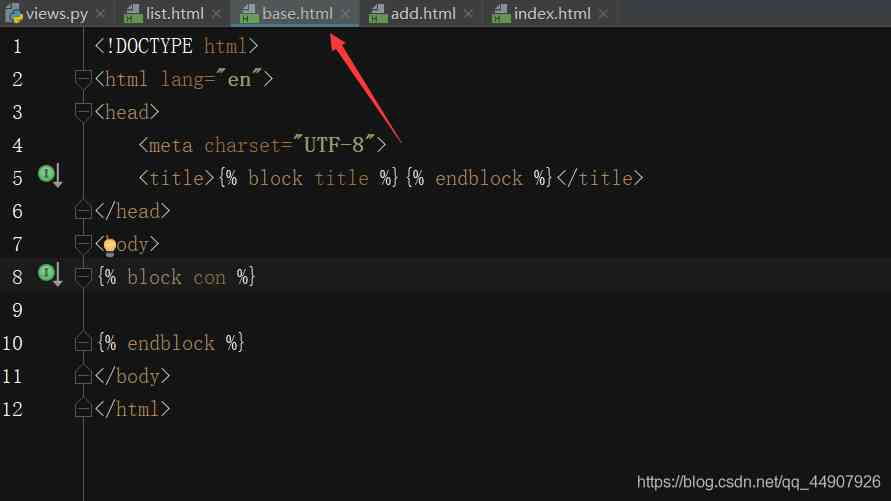 views.py list.html base.html add.html index.html
1 <!DOCTYPE html>
2 <html lang="en">
3 <head>
4 <meta charset="UTF-8">
5 <title>{% block title %}{% endblock %}</title>
6 </head>
7 <body>
8 {% block con %}
9
10 {% endblock %}
11 </body>
12 </html>
https://blog.csdn.net/qq_44907926